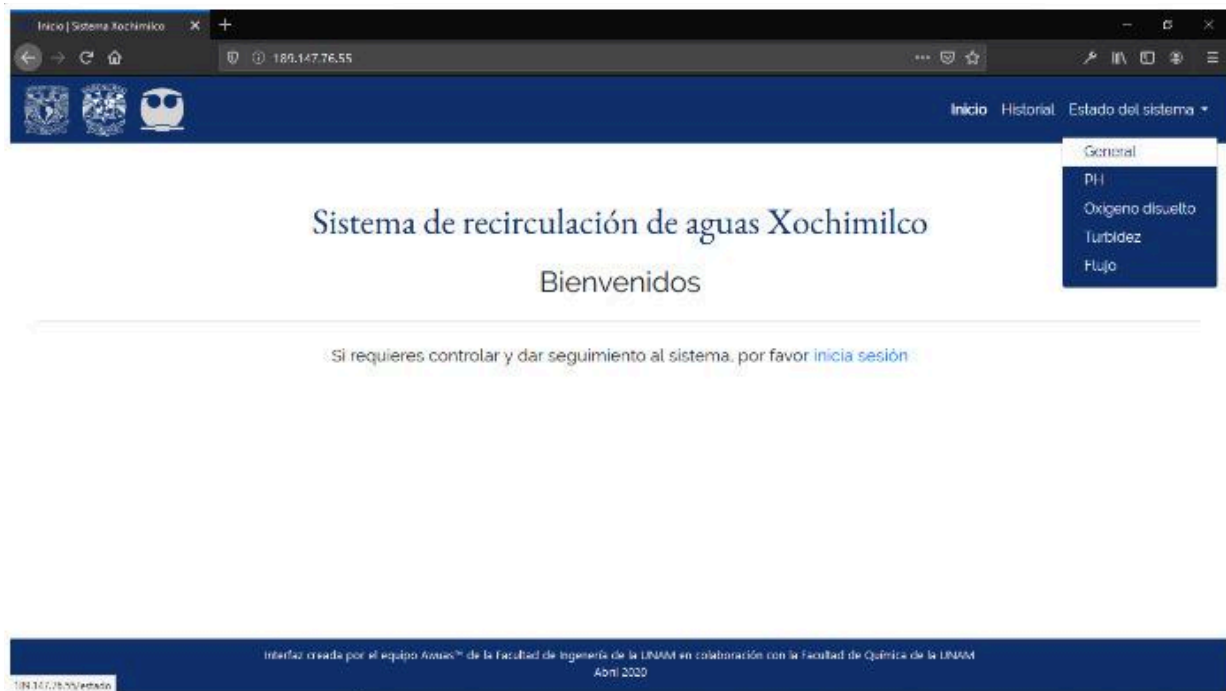 Inicio | Sistema Xochimilco
189.147.76.55
Inicio Historial Estado del sistema
General
PH
Oxigeno disuelto
Turbidez
Flujo
Sistema de recirculación de aguas Xochimilco
Bienvenidos
Si requieres controlar y dar seguimiento al sistema, por favor inicia sesión
Interfaz creada por el equipo Awuas™ de la Facultad de Ingenería de la UNAM en colaboración con la Facultad de Química de la UNAM
Abril 2020
189.147.76.55/estado